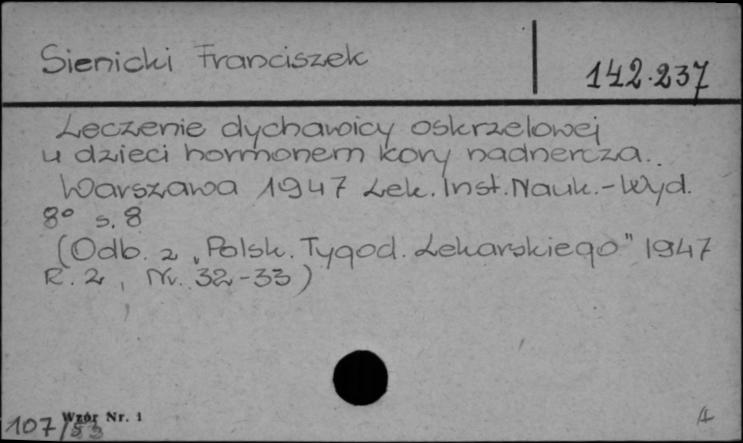 Sienicki Franciszek
142.237
Leczenie dychawicy oskrzelowej
u dzieci hormonem kory nadnercza..
Warszawa 1947 Lek. Inst. Nauk.-Wyd.
8° s. 8
(Odb. z „Polsk. Tygod. Lekarskiego" 1947
R. 2, Nr. 32-33)
Wzór Nr. 1
107/53